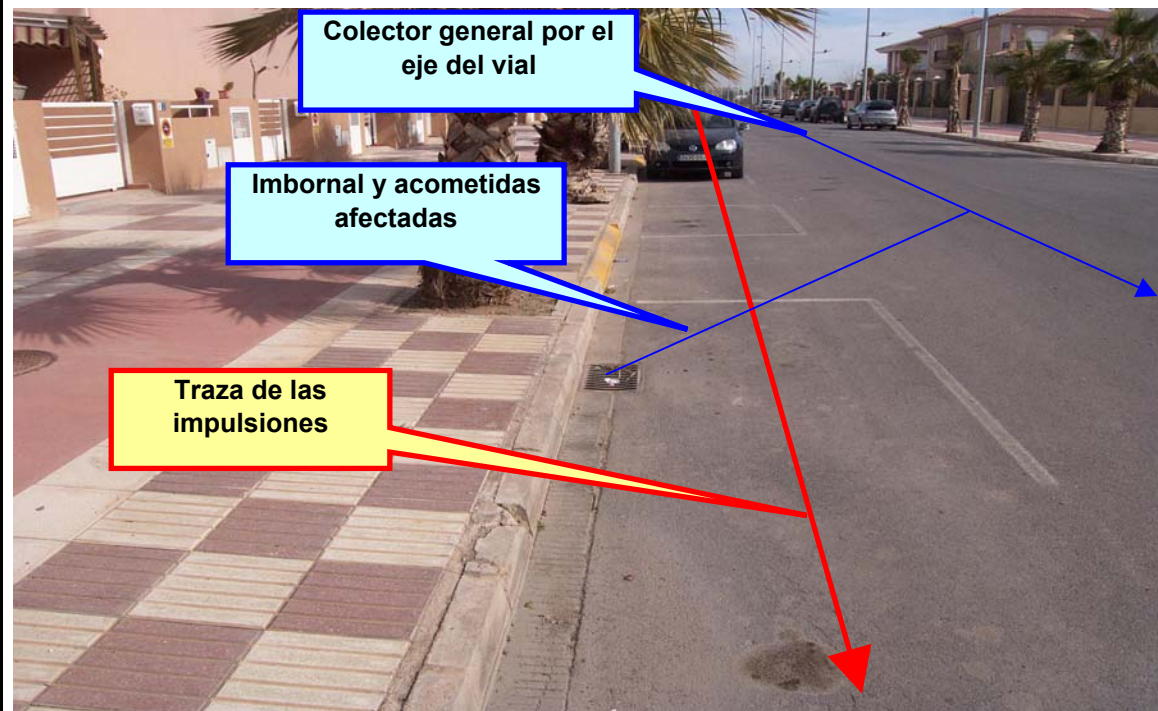 Colector general por el
eje del vial
Imbornal y acometidas
afectadas
Traza de las
impulsiones